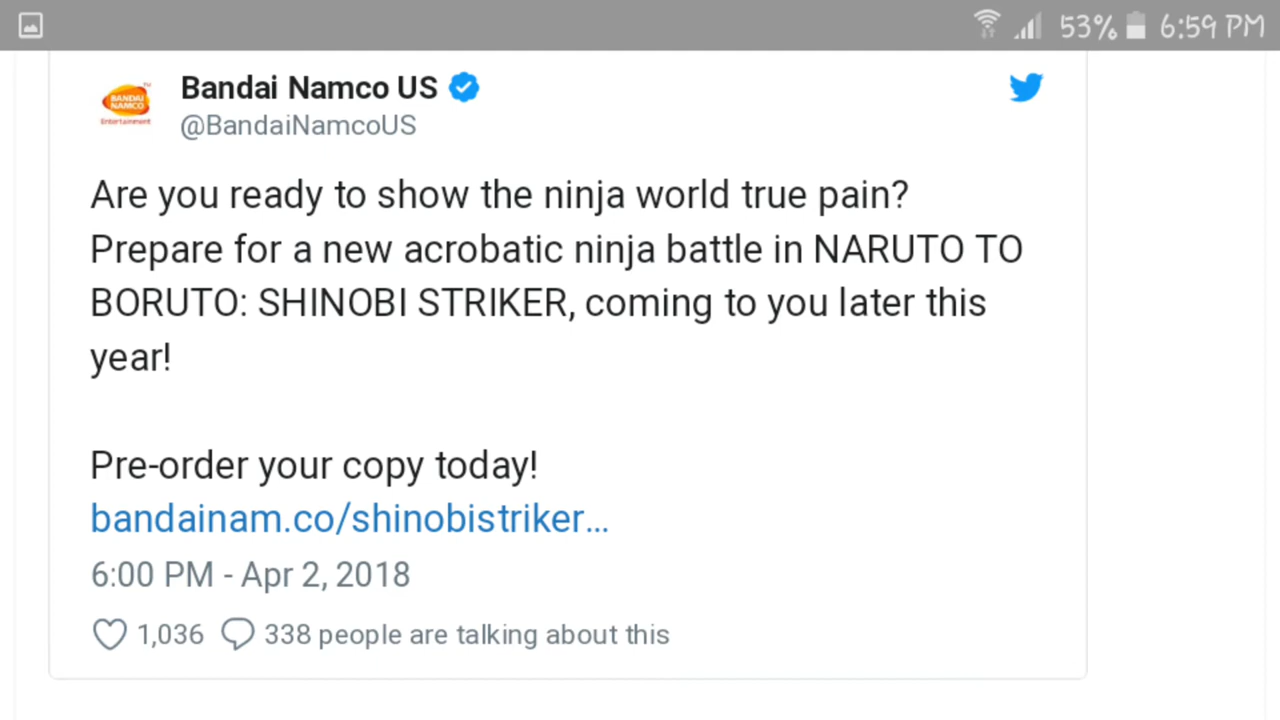 53% 6:59 PM
BANDAI
NAMCO
Entertainment
Bandai Namco US
@BandaiNamcoUS
Are you ready to show the ninja world true pain?
Prepare for a new acrobatic ninja battle in NARUTO TO
BORUTO: SHINOBI STRIKER, coming to you later this
year!
Pre-order your copy today!
bandainam.co/shinobistriker...
6:00 PM - Apr 2, 2018
1,036 338 people are talking about this